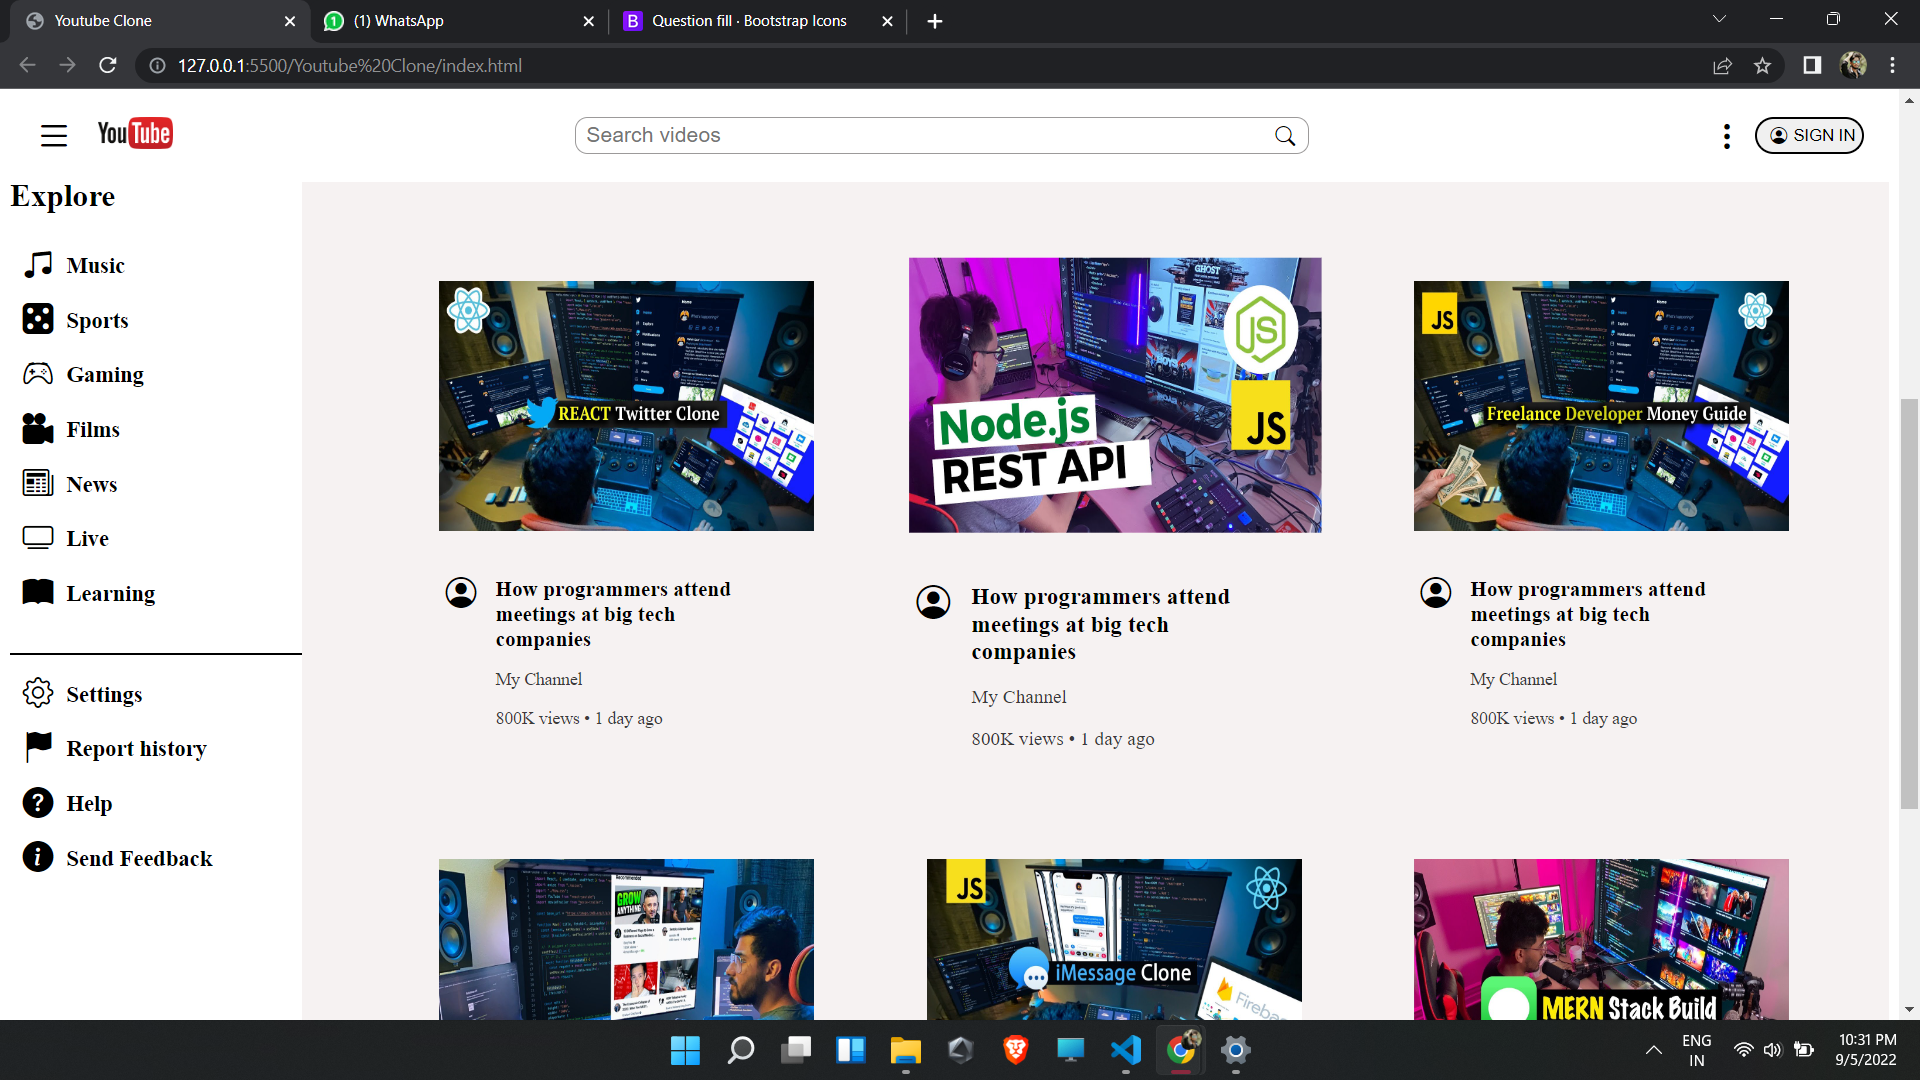 Youtube Clone
(1) WhatsApp
B Question fill · Bootstrap Icons
127.0.0.1:5500/Youtube%20Clone/index.html
YouTube
Search videos
SIGN IN
Explore
Music
Sports
Gaming
Films
News
Live
Learning
Settings
Report history
Help
Send Feedback
REACT Twitter Clone
GHOST
JS
JS
Node.js
REST API
JS
Freelance Developer Money Guide
How programmers attend
meetings at big tech
companies
My Channel
800K views • 1 day ago
How programmers attend
meetings at big tech
companies
My Channel
800K views • 1 day ago
How programmers attend
meetings at big tech
companies
My Channel
800K views • 1 day ago
Recommended
GROW
ANYTHING
JS
iMessage Clone
Firebase
MERN Stack Build
ENG
IN
10:31 PM
9/5/2022